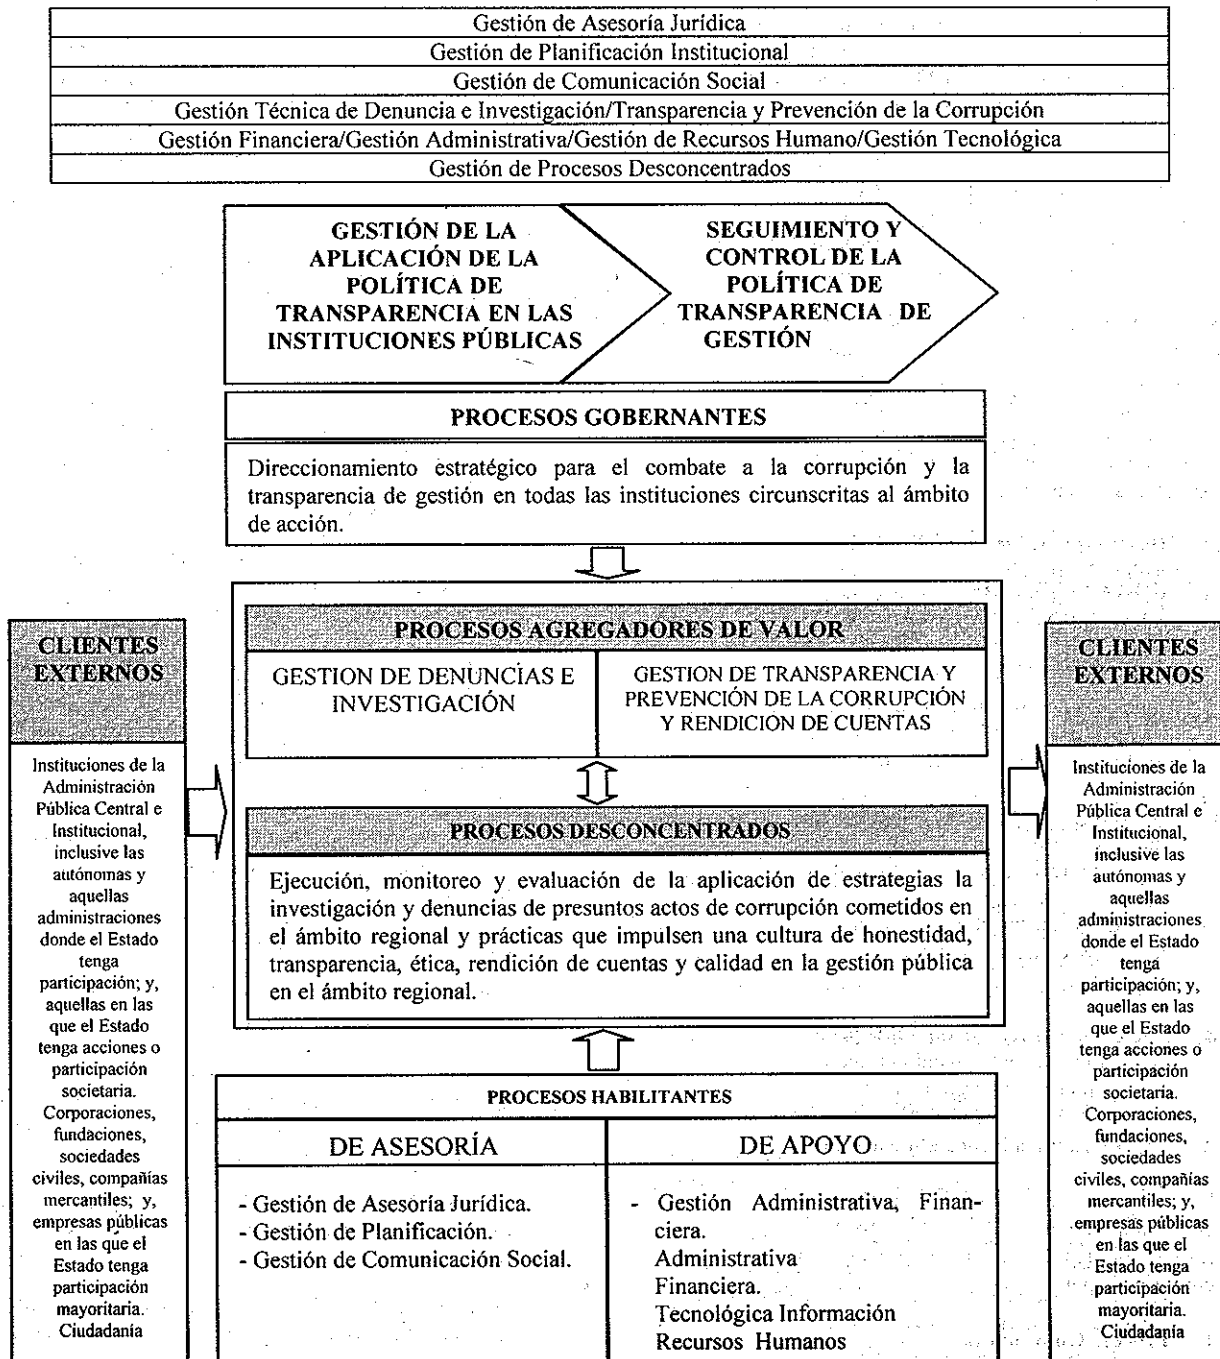 Gestión de Asesoría Jurídica
Gestión de Planificación Institucional
Gestión de Comunicación Social
Gestión Técnica de Denuncia e Investigación/Transparencia y Prevención de la Corrupción
Gestión Financiera/Gestión Administrativa/Gestión de Recursos Humano/Gestión Tecnológica
Gestión de Procesos Desconcentrados
GESTIÓN DE LA
APLICACIÓN DE LA
POLÍTICA DE
TRANSPARENCIA EN LAS
INSTITUCIONES PÚBLICAS
SEGUIMIENTO Y
CONTROL DE LA
POLÍTICA DE
TRANSPARENCIA DE
GESTIÓN
PROCESOS GOBERNANTES
Direccionamiento estratégico para el combate a la corrupción y la
transparencia de gestión en todas las instituciones circunscritas al ámbito
de acción.
CLIENTES
EXTERNOS
Instituciones de la
Administración
Pública Central e
Institucional,
inclusive las
autónomas y
aquellas
administraciones
donde el Estado
tenga
participación; y,
aquellas en las
que el Estado
tenga acciones o
participación
societaria.
Corporaciones,
fundaciones,
sociedades
civiles, compañías
mercantiles; y,
empresas públicas
en las que el
Estado tenga
participación
mayoritaria.
Ciudadanía
PROCESOS AGREGADORES DE VALOR
GESTION DE DENUNCIAS E
INVESTIGACIÓN
GESTION DE TRANSPARENCIA Y
PREVENCIÓN DE LA CORRUPCIÓN
Y RENDICION DE CUENTAS
PROCESOS DESCONCENTRADOS
Ejecución, monitoreo y evaluación de la aplicación de estrategias la
investigación y denuncias de presuntos actos de corrupción cometidos en
el ámbito regional y prácticas que impulsen una cultura de honestidad,
transparencia, ética, rendición de cuentas y calidad en la gestión pública
en el ámbito regional.
PROCESOS HABILITANTES
DE ASESORÍA
- Gestión de Asesoría Jurídica.
- Gestión de Planificación.
- Gestión de Comunicación Social.
DE APOYO
- Gestión Administrativa, Finan-
ciera.
Administrativa
Financiera.
Tecnológica Información
Recursos Humanos
CLIENTES
EXTERNOS
Instituciones de la
Administración
Pública Central e
Institucional,
inclusive las
autónomas y
aquellas
administraciones
donde el Estado
tenga
participación; y,
aquellas en las
que el Estado
tenga acciones o
participación
societaria.
Corporaciones,
fundaciones,
sociedades
civiles, compañías
mercantiles; y,
empresas públicas
en las que el
Estado tenga
participación
mayoritaria.
Ciudadanía